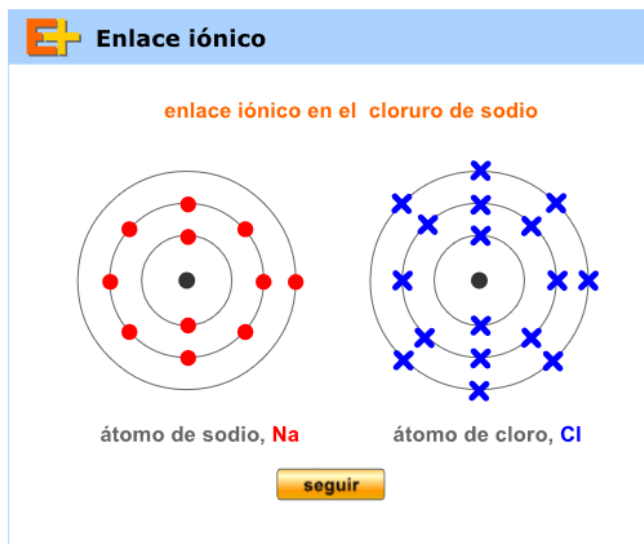 E+ Enlace iónico
enlace iónico en el cloruro de sodio
átomo de sodio, Na
átomo de cloro, Cl
seguir